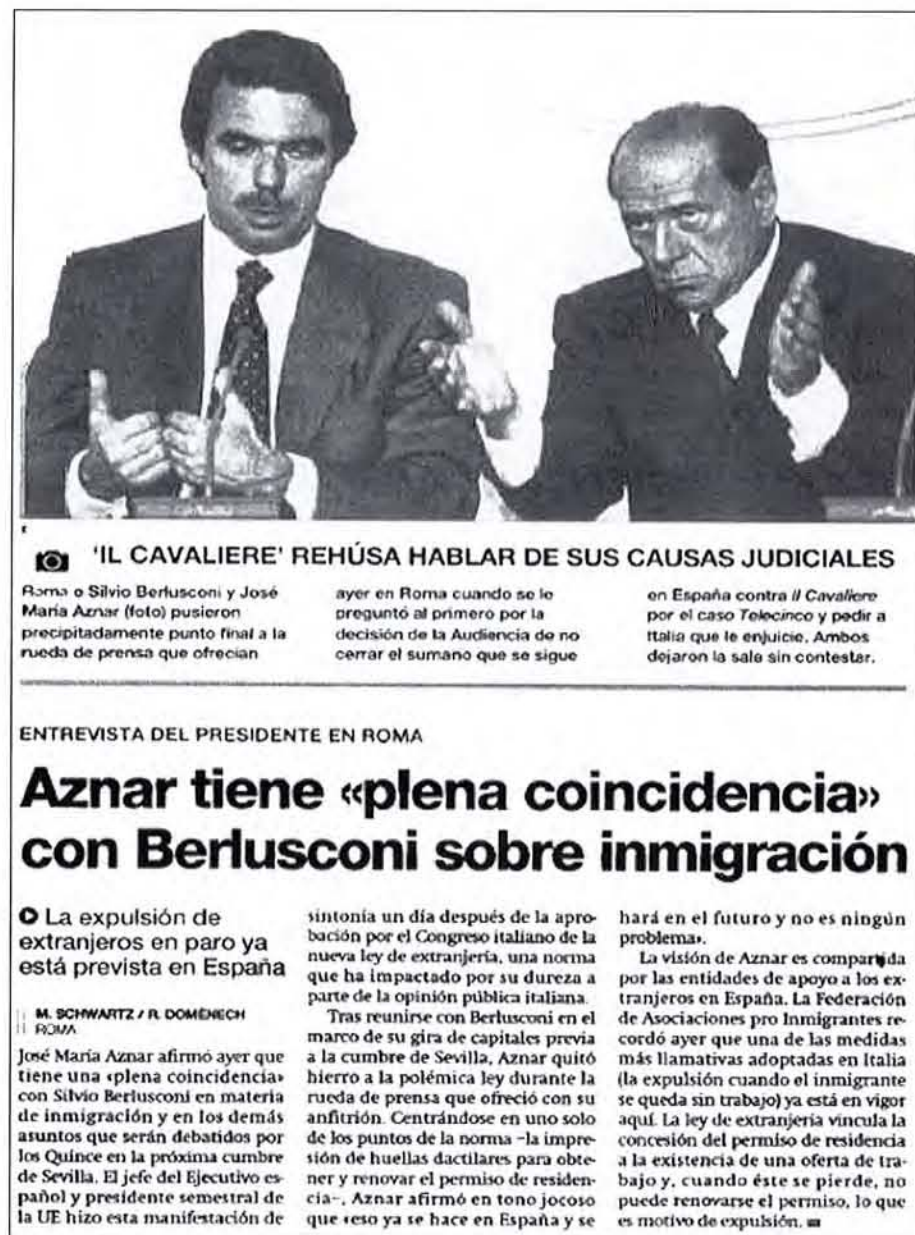 'IL CAVALIERE' REHÚSA HABLAR DE SUS CAUSAS JUDICIALES
Roma o Silvio Berlusconi y José
María Aznar (foto) pusieron
precipitadamente punto final a la
rueda de prensa que ofrecían
ayer en Roma cuando se le
preguntó al primero por la
decisión de la Audiencia de no
cerrar el sumario que se sigue
en España contra Il Cavaliere
por el caso Telecinco y pedir a
Italia que le enjuicie. Ambos
dejaron la sala sin contestar.
ENTREVISTA DEL PRESIDENTE EN ROMA
Aznar tiene «plena coincidencia»
con Berlusconi sobre inmigración
La expulsión de
extranjeros en paro ya
está prevista en España
M. SCHWARTZ / R. DOMÈNECH
ROMA
José María Aznar afirmó ayer que
tiene una «plena coincidencia»
con Silvio Berlusconi en materia
de inmigración y en los demás
asuntos que serán debatidos por
los Quince en la próxima cumbre
de Sevilla. El jefe del Ejecutivo es-
pañol y presidente semestral de
la UE hizo esta manifestación de
sintonía un día después de la apro-
bación por el Congreso italiano de la
nueva ley de extranjería, una norma
que ha impactado por su dureza a
parte de la opinión pública italiana.
Tras reunirse con Berlusconi en el
marco de su gira de capitales previa
a la cumbre de Sevilla, Aznar quitó
hierro a la polémica ley durante la
rueda de prensa que ofreció con su
anfitrión. Centrándose en uno solo
de los puntos de la norma -la impre-
sión de huellas dactilares para obte-
ner y renovar el permiso de residen-
cia-, Aznar afirmó en tono jocoso
que «eso ya se hace en España y se
hará en el futuro y no es ningún
problema».
La visión de Aznar es compartida
por las entidades de apoyo a los ex-
tranjeros en España. La Federación
de Asociaciones pro Inmigrantes re-
cordó ayer que una de las medidas
más llamativas adoptadas en Italia
(la expulsión cuando el inmigrante
se queda sin trabajo) ya está en vigor
aquí. La ley de extranjería vincula la
concesión del permiso de residencia
a la existencia de una oferta de tra-
bajo y, cuando éste se pierde, no
puede renovarse el permiso, lo que
es motivo de expulsión.